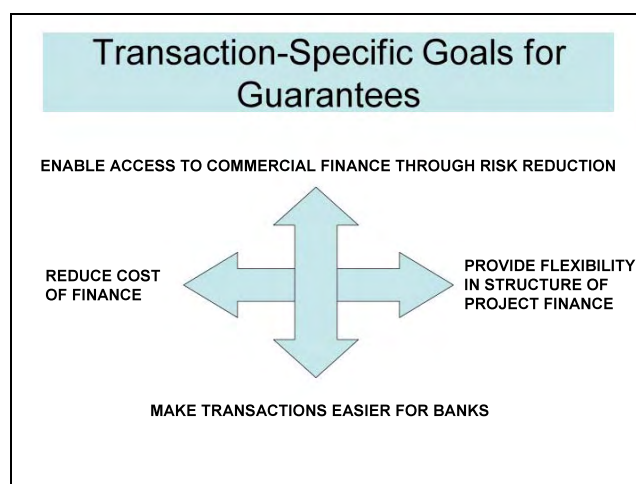 Transaction-Specific Goals for
Guarantees
ENABLE ACCESS TO COMMERCIAL FINANCE THROUGH RISK REDUCTION
REDUCE COST
OF FINANCE
PROVIDE FLEXIBILITY
IN STRUCTURE OF
PROJECT FINANCE
MAKE TRANSACTIONS EASIER FOR BANKS